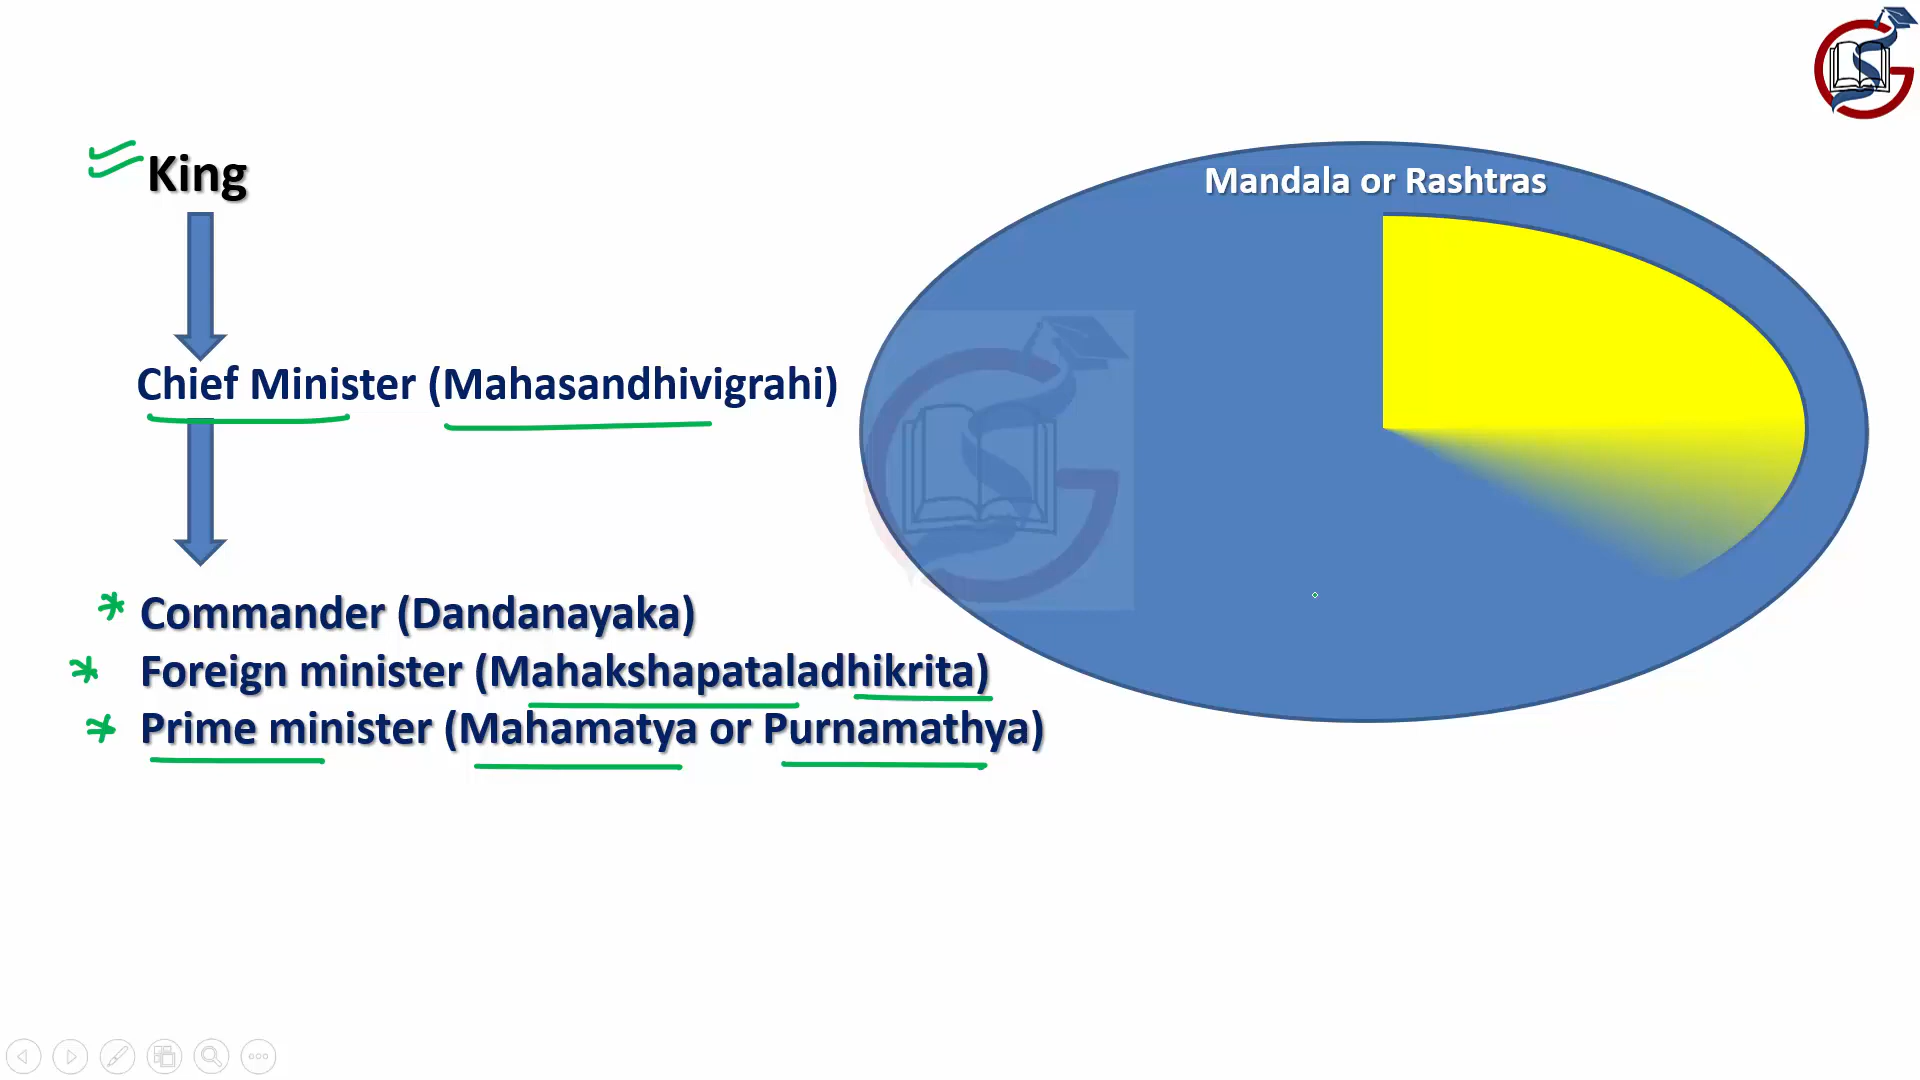 King
Chief Minister (Mahasandhivigrahi)
Commander (Dandanayaka)
Foreign minister (Mahakshapataladhikrita)
Prime minister (Mahamatya or Purnamathya)
Mandala or Rashtras